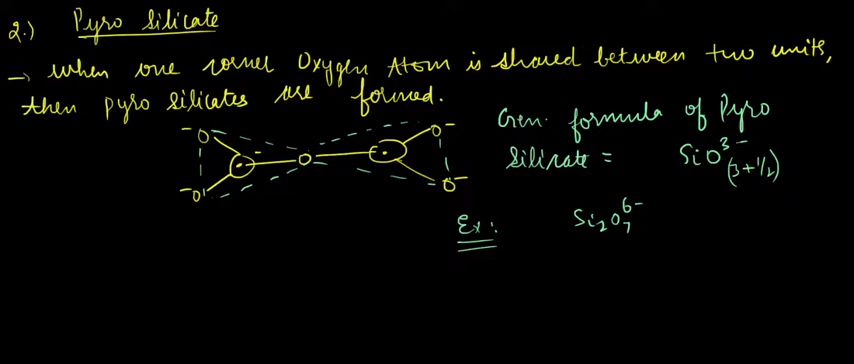 2.) Pyro Silicate
→ When one corner Oxygen Atom is shared between two units,
then pyro silicates are formed.
Gen. formula of Pyro
Silicate = SiO³⁻(3+1/2)
⁻O O O⁻
⁻O O⁻
Ex: Si₂O₇⁶⁻